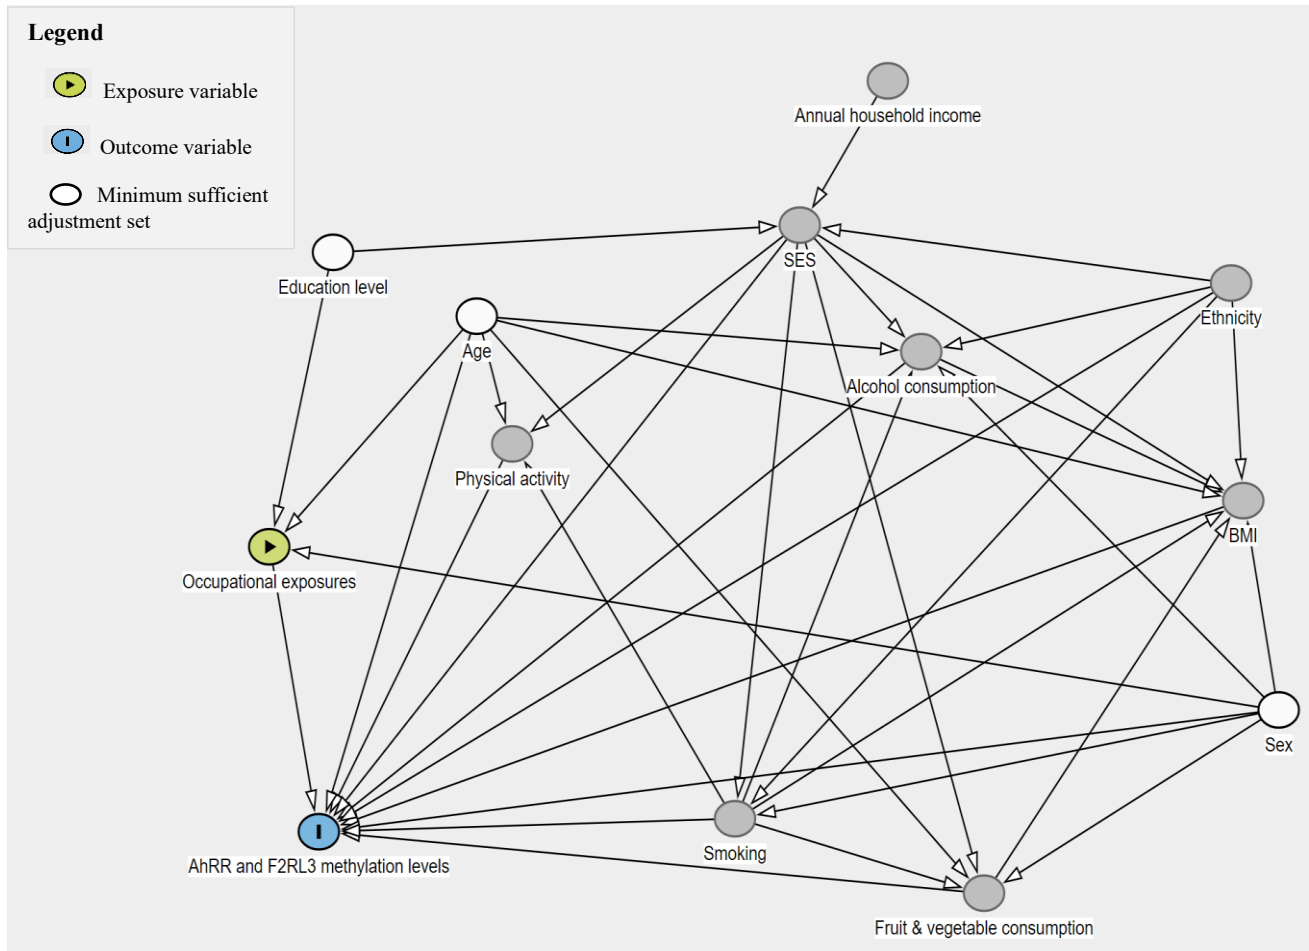 Legend
Exposure variable
Outcome variable
Minimum sufficient
adjustment set
Annual household income
SES
Education level
Ethnicity
Age
Alcohol consumption
Physical activity
BMI
Occupational exposures
Sex
Smoking
AhRR and F2RL3 methylation levels
Fruit & vegetable consumption